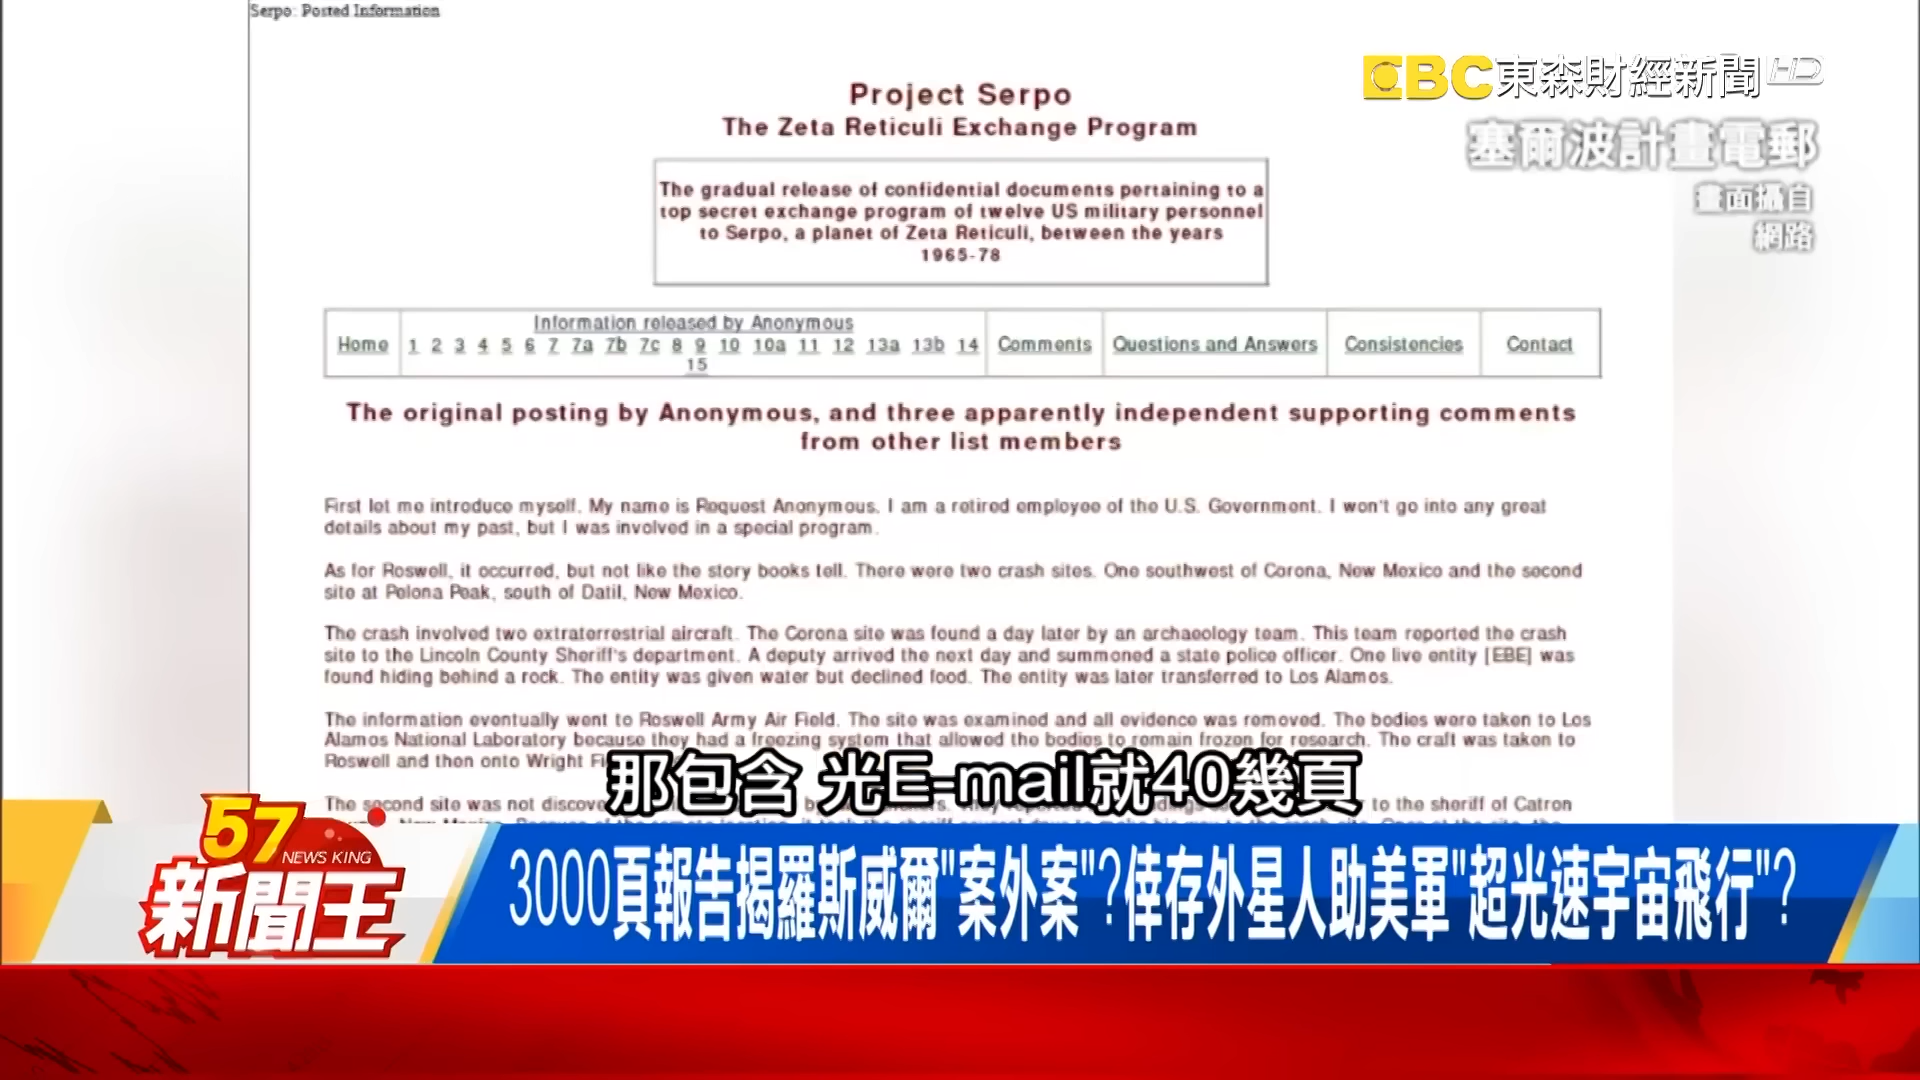 Serpo: Posted Information
EBC東森財經新聞HD
塞爾波計畫電郵
畫面攝自
網路
Project Serpo
The Zeta Reticuli Exchange Program
The gradual release of confidential documents pertaining to a
top secret exchange program of twelve US military personnel
to Serpo, a planet of Zeta Reticuli, between the years
1965-78
Information released by Anonymous
Home 1 2 3 4 5 6 7 7a 7b 7c 8 9 10 10a 11 12 13a 13b 14 Comments Questions and Answers Consistencies Contact
15
The original posting by Anonymous, and three apparently independent supporting comments
from other list members
First let me introduce myself. My name is Request Anonymous. I am a retired employee of the U.S. Government. I won't go into any great
details about my past, but I was involved in a special program.
As for Roswell, it occurred, but not like the story books tell. There were two crash sites. One southwest of Corona, New Mexico and the second
site at Pelona Peak, south of Datil, New Mexico.
The crash involved two extraterrestrial aircraft. The Corona site was found a day later by an archaeology team. This team reported the crash
site to the Lincoln County Sheriff's department. A deputy arrived the next day and summoned a state police officer. One live entity [EBE] was
found hiding behind a rock. The entity was given water but declined food. The entity was later transferred to Los Alamos.
The information eventually went to Roswell Army Air Field. The site was examined and all evidence was removed. The bodies were taken to Los
Alamos National Laboratory because they had a freezing system that allowed the bodies to remain frozen for research. The craft was taken to
Roswell and then onto Wright
The second site was not to the sheriff of Catron
那包含 光E-mail就40幾頁
57
NEWS KING
新聞王
3000頁報告揭羅斯威爾"案外案"?倖存外星人助美軍"超光速宇宙飛行"?